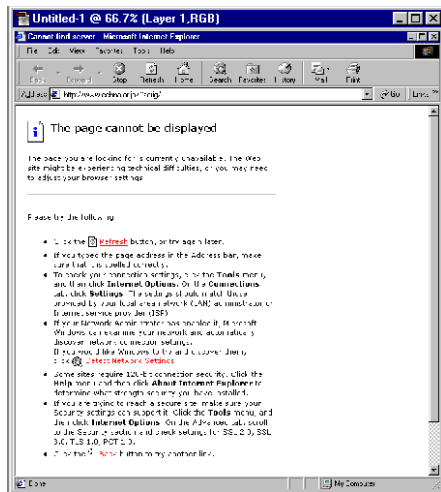 Untitled-1 @ 66.7% (Layer 1,RGB)
Cannot find server - Microsoft Internet Explorer
File Edit View Favorites Tools Help
Back Forward Stop Refresh Home Search Favorites History Mail Print
Address Go Links
The page cannot be displayed
The page you are looking for is currently unavailable. The Web
site might be experiencing technical difficulties, or you may need
to adjust your browser settings.
Please try the following:
Click the Refresh button, or try again later.
If you typed the page address in the Address bar, make
sure that it is spelled correctly.
To check your connection settings, click the Tools menu,
and then click Internet Options. On the Connections
tab, click Settings. The settings should match those
provided by your local area network (LAN) administrator or
Internet service provider (ISP).
If your Network Administrator has enabled it, Microsoft
Windows can examine your network and automatically
discover network connection settings.
If you would like Windows to try and discover them,
click Detect Network Settings
Some sites require 128-bit connection security. Click the
Help menu and then click About Internet Explorer to
determine what strength security you have installed.
If you are trying to reach a secure site, make sure your
Security settings can support it. Click the Tools menu, and
then click Internet Options. On the Advanced tab, scroll
to the Security section and check settings for SSL 2.0, SSL
3.0, TLS 1.0, PCT 1.0.
Click the Back button to try another link.
Done My Computer